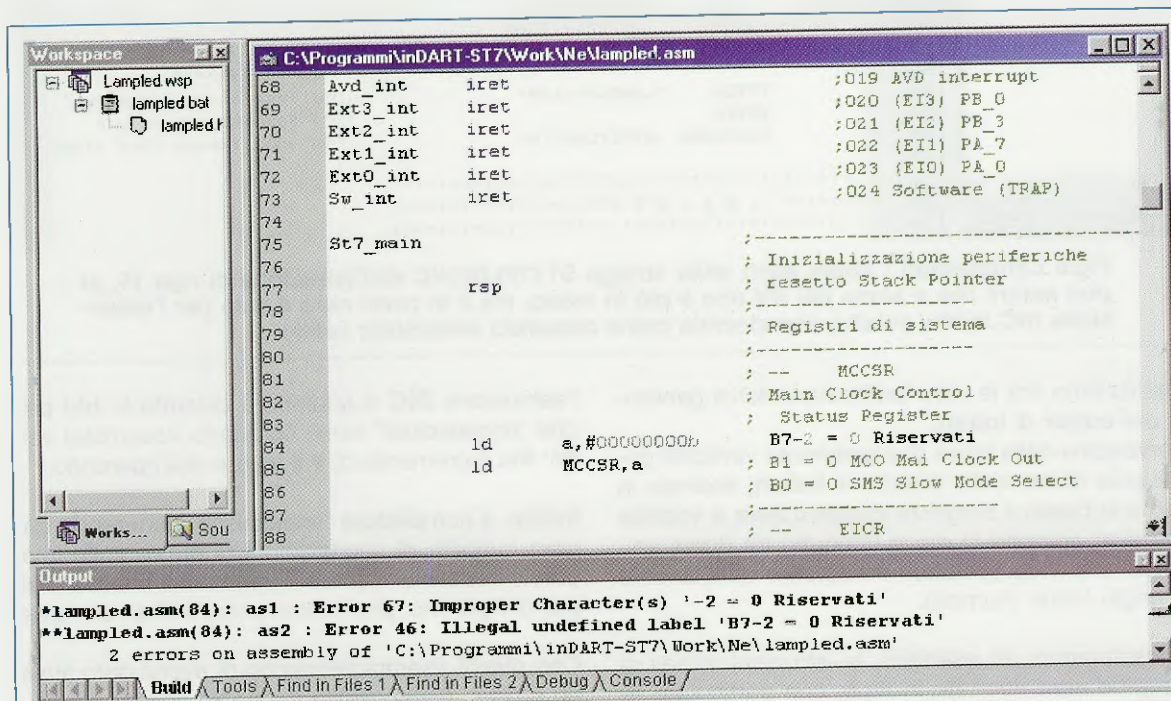 Workspace
Lampled.wsp
lampled bat
lampled
Works...
Sou
C:\Programmi\inDART-ST7\Work\Ne\lampled.asm
68 Avd_int iret ;019 AVD interrupt
69 Ext3_int iret ;020 (EI3) PB_0
70 Ext2_int iret ;021 (EI2) PB_3
71 Ext1_int iret ;022 (EI1) PA_7
72 Ext0_int iret ;023 (EI0) PA_0
73 Sw_int iret ;024 Software (TRAP)
74
75 St7_main ;-----------------------------
76 ; Inizializzazione periferiche
77 rsp ; resetto Stack Pointer
78 ;----------------------
79 ; Registri di sistema
80 ;--------------------
81 ; -- MCCSR
82 ; Main Clock Control
83 ; Status Register
84 ld a,#00000000b B7-2 = 0 Riservati
85 ld MCCSR,a ; B1 = 0 MCO Mai Clock Out
86 ; B0 = 0 SMS Slow Mode Select
87 ;--------------------
88 ; -- EICR
Output
*lampled.asm(84): as1 : Error 67: Improper Character(s) '-2 = 0 Riservati'
**lampled.asm(84): as2 : Error 46: Illegal undefined label 'B7-2 = 0 Riservati'
2 errors on assembly of 'C:\Programmi\inDART-ST7\Work\Ne\lampled.asm'
Build Tools Find in Files 1 Find in Files 2 Debug Console